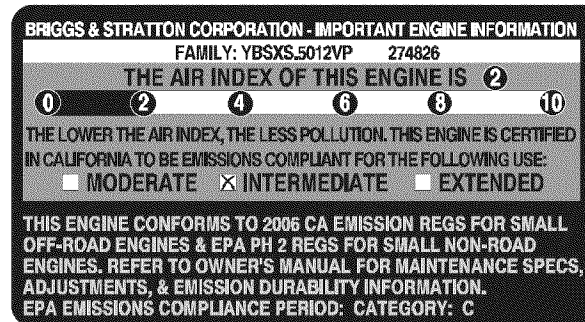 BRIGGS & STRATTON CORPORATION - IMPORTANT ENGINE INFORMATION
FAMILY: YBSXS.5012VP 274826
THE AIR INDEX OF THIS ENGINE IS 2
0 2 4 6 8 10
THE LOWER THE AIR INDEX, THE LESS POLLUTION. THIS ENGINE IS CERTIFIED
IN CALIFORNIA TO BE EMISSIONS COMPLIANT FOR THE FOLLOWING USE:
MODERATE INTERMEDIATE EXTENDED
THIS ENGINE CONFORMS TO 2006 CA EMISSION REGS FOR SMALL
OFF-ROAD ENGINES & EPA PH 2 REGS FOR SMALL NON-ROAD
ENGINES. REFER TO OWNER'S MANUAL FOR MAINTENANCE SPECS,
ADJUSTMENTS, & EMISSION DURABILITY INFORMATION.
EPA EMISSIONS COMPLIANCE PERIOD: CATEGORY: C